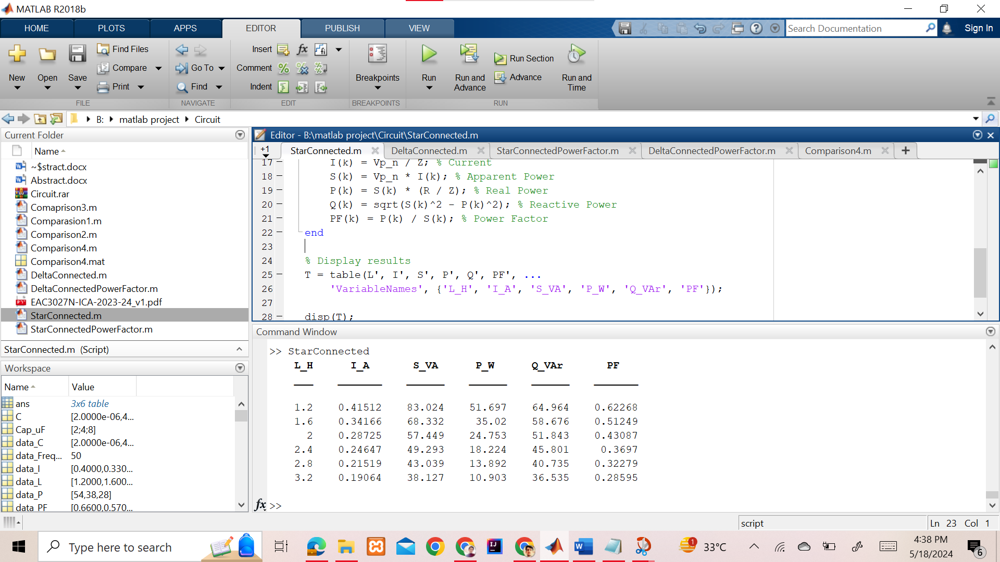 MATLAB R2018b
HOME PLOTS APPS EDITOR PUBLISH VIEW Search Documentation Sign In
New Open Save Find Files Compare Print
FILE
Go To Find
NAVIGATE
Insert fx fi
Comment % % %
Indent
EDIT
Breakpoints
BREAKPOINTS
Run Run and Advance Run Section Advance Run and Time
RUN
B: matlab project Circuit
Current Folder
Name
~$stract.docx
Abstract.docx
Circuit.rar
Comaprison3.m
Comparasion1.m
Comparison2.m
Comparison4.m
Comparison4.mat
DeltaConnected.m
DeltaConnectedPowerFactor.m
EAC3027N-ICA-2023-24_v1.pdf
StarConnected.m
StarConnectedPowerFactor.m
StarConnected.m (Script)
Workspace
Name Value
ans 3x6 table
C [2.0000e-06,4...
Cap_uF [2;4;8]
data_C [2.0000e-06,4...
data_Freq... 50
data_I [0.4000,0.330...
data_L [1.2000,1.600...
data_P [54,38,28]
data_PF [0.6600,0.570...
Editor - B:\matlab project\Circuit\StarConnected.m
+1 StarConnected.m DeltaConnected.m StarConnectedPowerFactor.m DeltaConnectedPowerFactor.m Comparison4.m +
17 - I(k) = Vp_n / Z; % Current
18 - S(k) = Vp_n * I(k); % Apparent Power
19 - P(k) = S(k) * (R / Z); % Real Power
20 - Q(k) = sqrt(S(k)^2 - P(k)^2); % Reactive Power
21 - PF(k) = P(k) / S(k); % Power Factor
22 - end
23
24 % Display results
25 - T = table(L', I', S', P', Q', PF', ...
26 'VariableNames', {'L_H', 'I_A', 'S_VA', 'P_W', 'Q_VAr', 'PF'});
27
28 - disp(T);
Command Window
>> StarConnected
L_H I_A S_VA P_W Q_VAr PF
1.2 0.41512 83.024 51.697 64.964 0.62268
1.6 0.34166 68.332 35.02 58.676 0.51249
2 0.28725 57.449 24.753 51.843 0.43087
2.4 0.24647 49.293 18.224 45.801 0.3697
2.8 0.21519 43.039 13.892 40.735 0.32279
3.2 0.19064 38.127 10.903 36.535 0.28595
fx >>
script Ln 23 Col 1
Type here to search
IJ
W
1
33°C
4:38 PM
5/18/2024
6